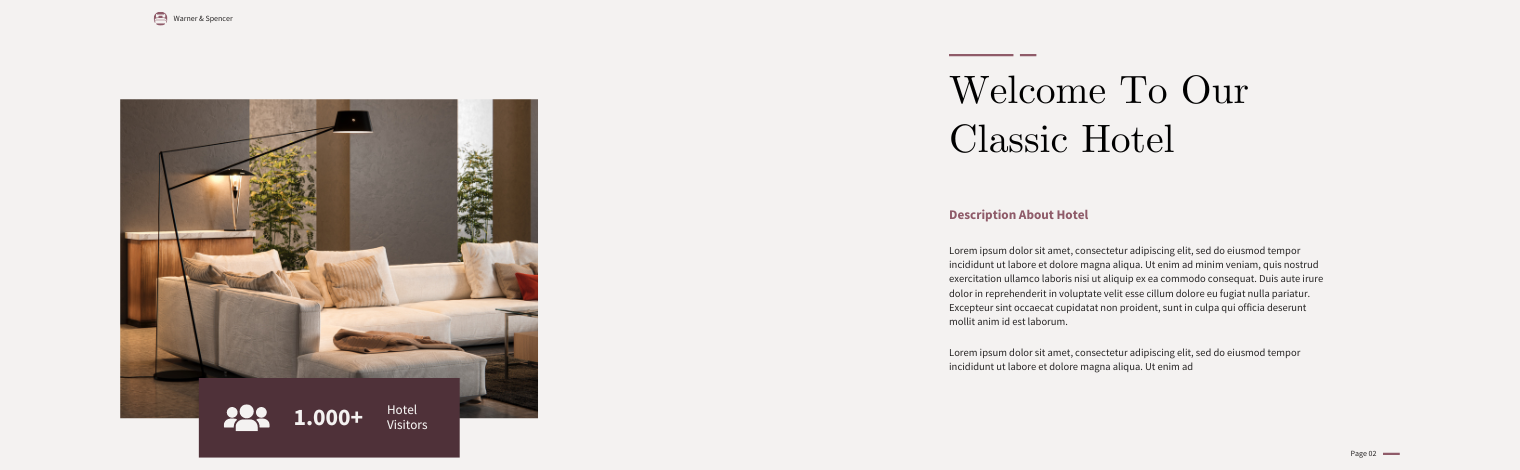 Warner & Spencer
Welcome To Our
Classic Hotel
Description About Hotel
Lorem ipsum dolor sit amet, consectetur adipiscing elit, sed do eiusmod tempor
incididunt ut labore et dolore magna aliqua. Ut enim ad minim veniam, quis nostrud
exercitation ullamco laboris nisi ut aliquip ex ea commodo consequat. Duis aute irure
dolor in reprehenderit in voluptate velit esse cillum dolore eu fugiat nulla pariatur.
Excepteur sint occaecat cupidatat non proident, sunt in culpa qui officia deserunt
mollit anim id est laborum.
Lorem ipsum dolor sit amet, consectetur adipiscing elit, sed do eiusmod tempor
incididunt ut labore et dolore magna aliqua. Ut enim ad
1.000+
Hotel
Visitors
Page 02